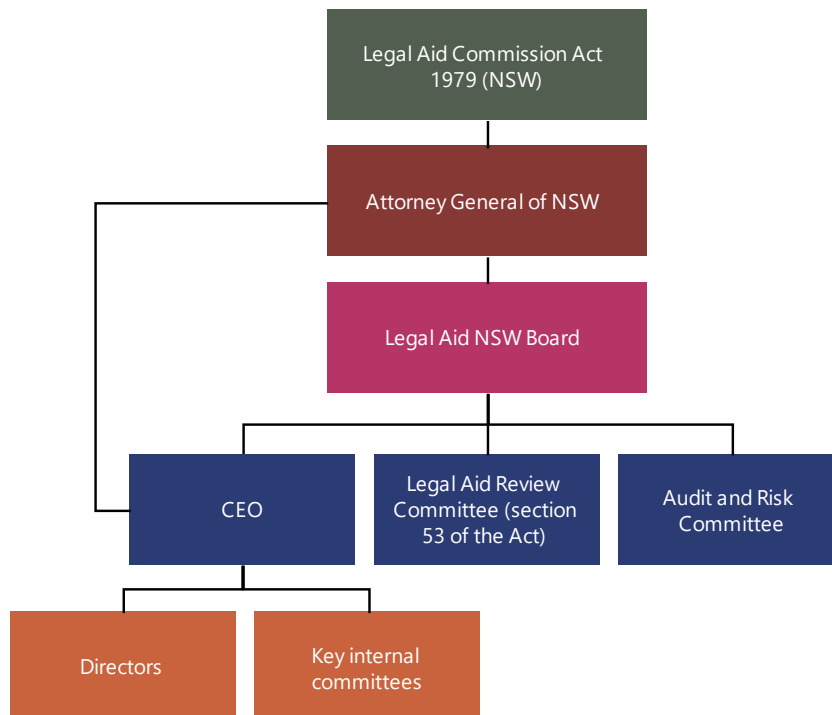 Legal Aid Commission Act
1979 (NSW)
Attorney General of NSW
Legal Aid NSW Board
CEO
Legal Aid Review
Committee (section
53 of the Act)
Audit and Risk
Committee
Directors
Key internal
committees